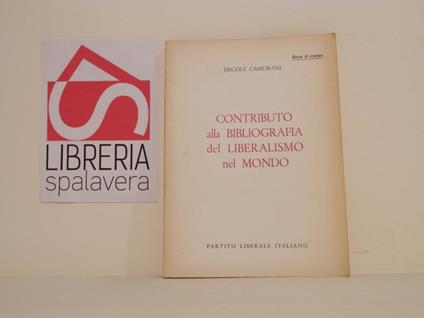 LIBRERIA
spalavera
Bozze di stampa
ERCOLE CAMURANI
CONTRIBUTO
alla BIBLIOGRAFIA
del LIBERALISMO
nel MONDO
PARTITO LIBERALE ITALIANO